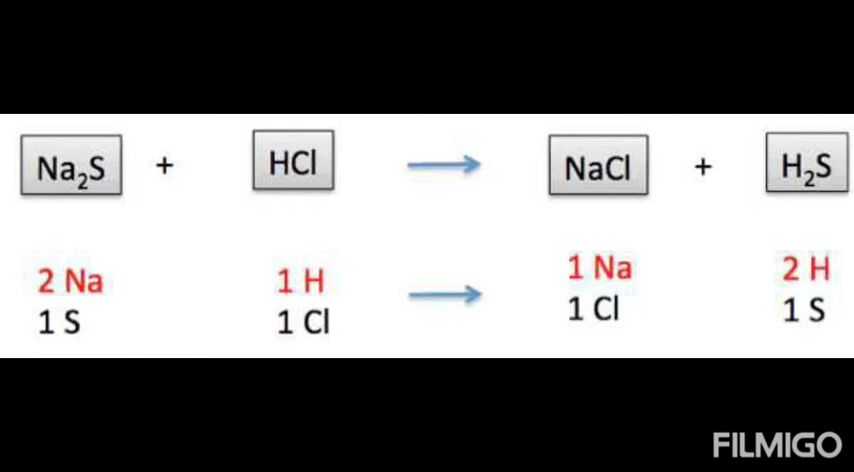 Na₂S + HCl → NaCl + H₂S
2 Na 1 H → 1 Na 2 H
1 S 1 Cl 1 Cl 1 S
FILMIGO